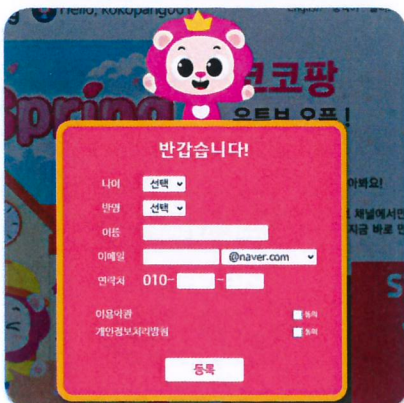 Hello, kokopang001
Spring
코코팡
유튜브 오픈!
반갑습니다!
나이 선택
반명 선택
이름
이메일 @naver.com
연락처 010- -
이용약관 동의
개인정보처리방침 동의
등록
아봐요!
채널에서만
지금 바로 만
S